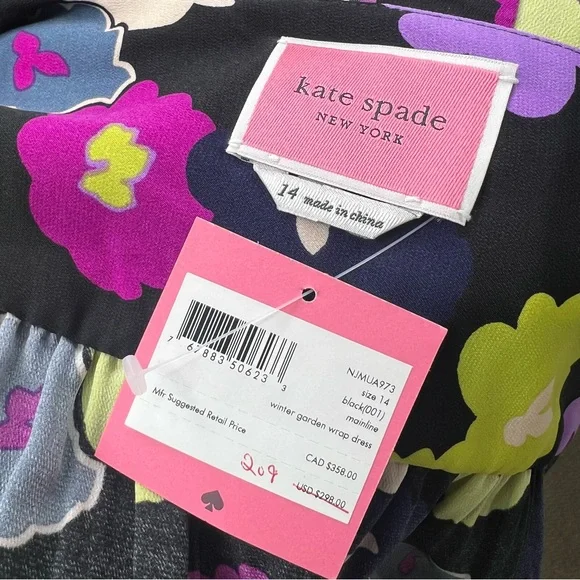 kate spade
NEW YORK
14 made in china
7 67883 50623 3
NJMUA973
size 14
black(001)
mainline
winter garden wrap dress
Mfr Suggested Retail Price
CAD $358.00
USD $298.00
209